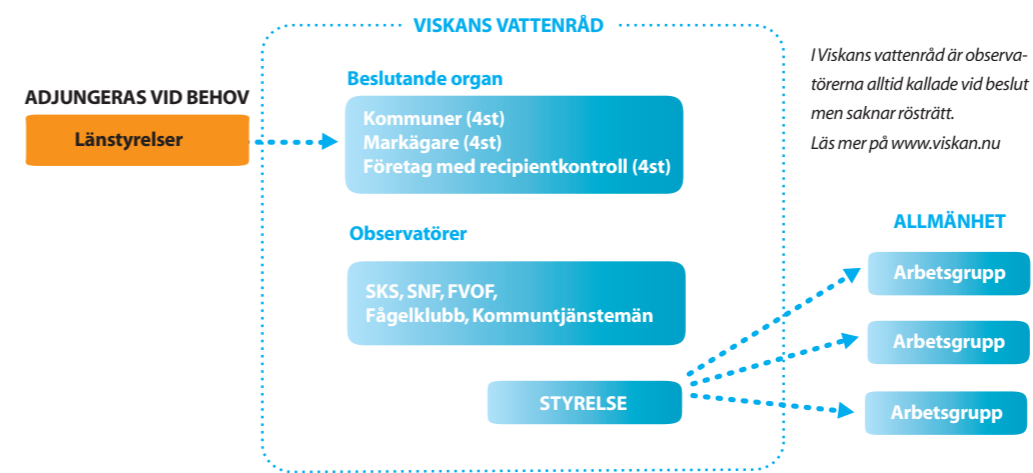 VISKANS VATTENRÅD
ADJUNGERAS VID BEHOV
Länstyrelser
Beslutande organ
Kommuner (4st)
Markägare (4st)
Företag med recipientkontroll (4st)
Observatörer
SKS, SNF, FVOF,
Fågelklubb, Kommuntjänstemän
STYRELSE
I Viskans vattenråd är observa-
törerna alltid kallade vid beslut
men saknar rösträtt.
Läs mer på www.viskan.nu
ALLMÄNHET
Arbetsgrupp
Arbetsgrupp
Arbetsgrupp